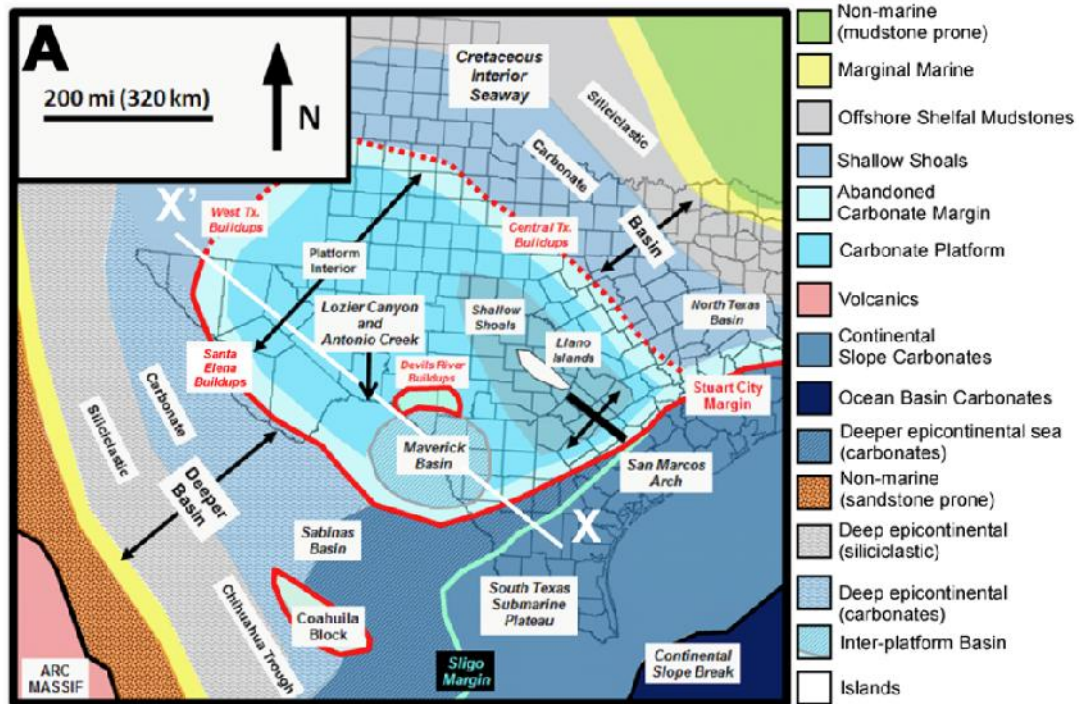 A
200 mi (320 km)
N
Cretaceous
Interior
Seaway
Siliciclastic
Carbonate
Basin
X'
West Tx.
Buildups
Central Tx.
Buildups
Platform
Interior
Lozier Canyon
and
Antonio Creek
Shallow
Shoals
North Texas
Basin
Llano
Islands
Santa
Elena
Buildups
Devils River
Buildups
Stuart City
Margin
Carbonate
Siliciclastic
Maverick
Basin
San Marcos
Arch
Deeper
Basin
Sabinas
Basin
X
South Texas
Submarine
Plateau
Chihuahua Trough
Coahuila
Block
ARC
MASSIF
Sligo
Margin
Continental
Slope Break
Non-marine
(mudstone prone)
Marginal Marine
Offshore Shelfal Mudstones
Shallow Shoals
Abandoned
Carbonate Margin
Carbonate Platform
Volcanics
Continental
Slope Carbonates
Ocean Basin Carbonates
Deeper epicontinental sea
(carbonates)
Non-marine
(sandstone prone)
Deep epicontinental
(siliciclastic)
Deep epicontinental
(carbonates)
Inter-platform Basin
Islands